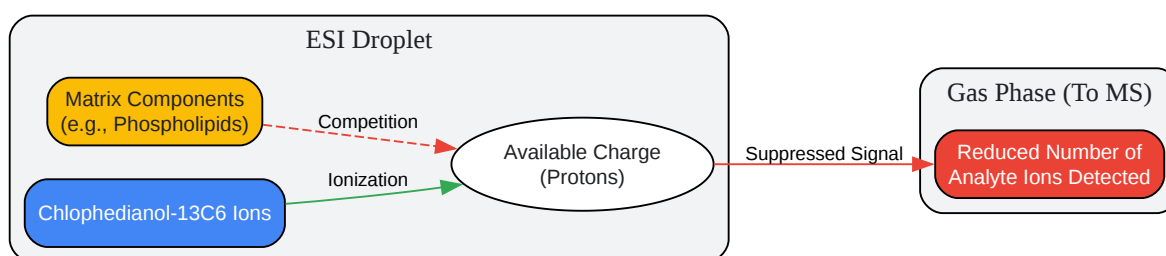 ESI Droplet
Matrix Components
(e.g., Phospholipids)
Competition
Available Charge
(Protons)
Ionization
Chlophedianol-13C6 Ions
Suppressed Signal
Gas Phase (To MS)
Reduced Number of
Analyte Ions Detected